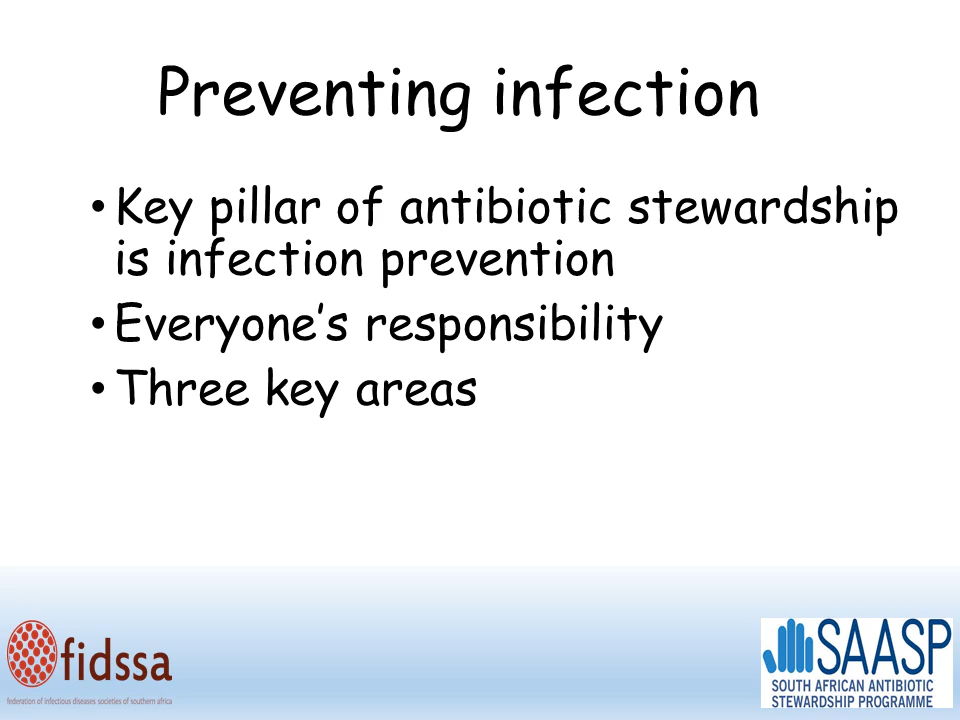 Preventing infection
• Key pillar of antibiotic stewardship
is infection prevention
• Everyone’s responsibility
• Three key areas
fidssa
federation of infectious diseases societies of southern africa
SAASP
SOUTH AFRICAN ANTIBIOTIC
STEWARDSHIP PROGRAMME